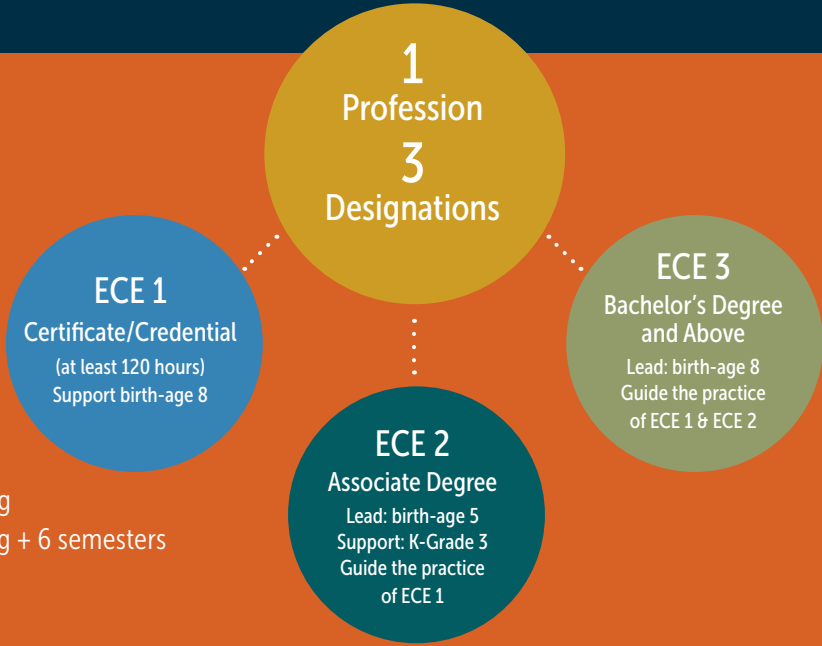 1
Profession
3
Designations
ECE 1
Certificate/Credential
(at least 120 hours)
Support birth-age 8
ECE 3
Bachelor’s Degree
and Above
Lead: birth-age 8
Guide the practice
of ECE 1 & ECE 2
ECE 2
Associate Degree
Lead: birth-age 5
Support: K-Grade 3
Guide the practice
of ECE 1
g
g + 6 semesters